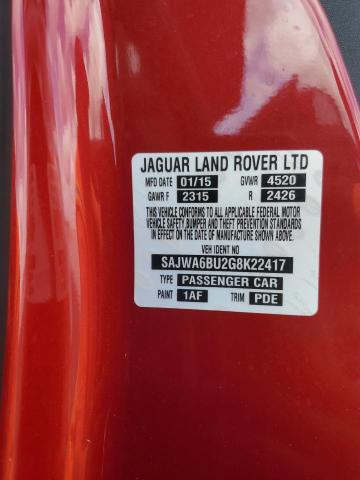 JAGUAR LAND ROVER LTD
MFD DATE 01/15 GVWR 4520
GAWR F 2315 R 2426
THIS VEHICLE CONFORMS TO ALL APPLICABLE FEDERAL MOTOR
VEHICLE SAFETY, BUMPER, AND THEFT PREVENTION STANDARDS
IN EFFECT ON THE DATE OF MANUFACTURE SHOWN ABOVE.
VEH IDENT NO
SAJWA6BU2G8K22417
TYPE PASSENGER CAR
PAINT 1AF TRIM PDE